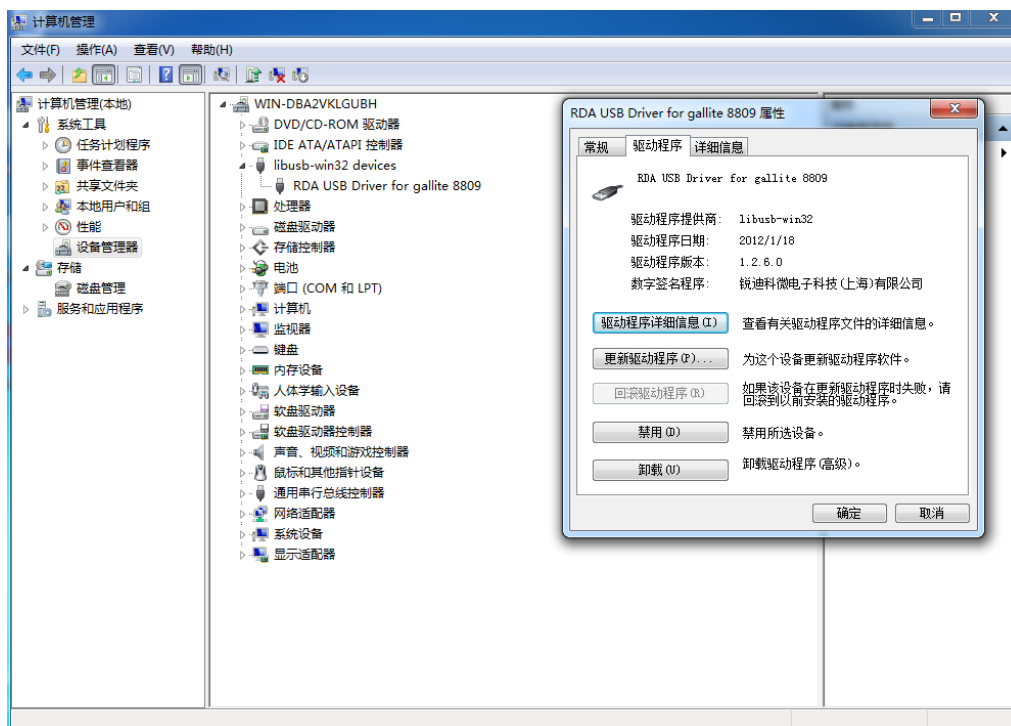 计算机管理
文件(F) 操作(A) 查看(V) 帮助(H)
计算机管理(本地)
系统工具
任务计划程序
事件查看器
共享文件夹
本地用户和组
性能
设备管理器
存储
磁盘管理
服务和应用程序
WIN-DBA2VKLGUBH
DVD/CD-ROM 驱动器
IDE ATA/ATAPI 控制器
libusb-win32 devices
RDA USB Driver for gallite 8809
处理器
磁盘驱动器
存储控制器
电池
端口 (COM 和 LPT)
计算机
监视器
键盘
内存设备
人体学输入设备
软盘驱动器
软盘驱动器控制器
声音、视频和游戏控制器
鼠标和其他指针设备
通用串行总线控制器
网络适配器
系统设备
显示适配器
RDA USB Driver for gallite 8809 属性
常规 驱动程序 详细信息
RDA USB Driver for gallite 8809
驱动程序提供商: libusb-win32
驱动程序日期: 2012/1/18
驱动程序版本: 1.2.6.0
数字签名程序: 锐迪科微电子科技(上海)有限公司
驱动程序详细信息(I) 查看有关驱动程序文件的详细信息。
更新驱动程序(P)... 为这个设备更新驱动程序软件。
回滚驱动程序(R) 如果该设备在更新驱动程序时失败，请
回滚到以前安装的驱动程序。
禁用(D) 禁用所选设备。
卸载(U) 卸载驱动程序(高级)。
确定 取消